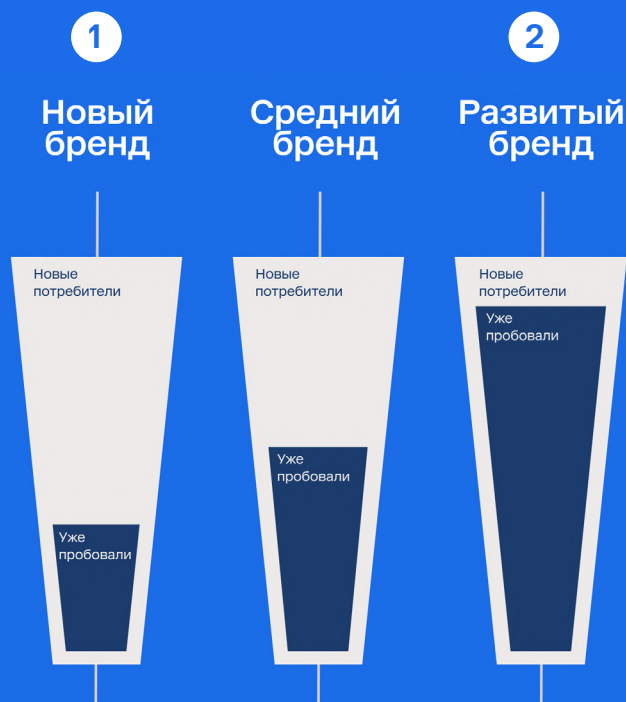 1
2
Новый
бренд
Средний
бренд
Развитый
бренд
Новые
потребители
Уже
пробовали
Новые
потребители
Уже
пробовали
Новые
потребители
Уже
пробовали